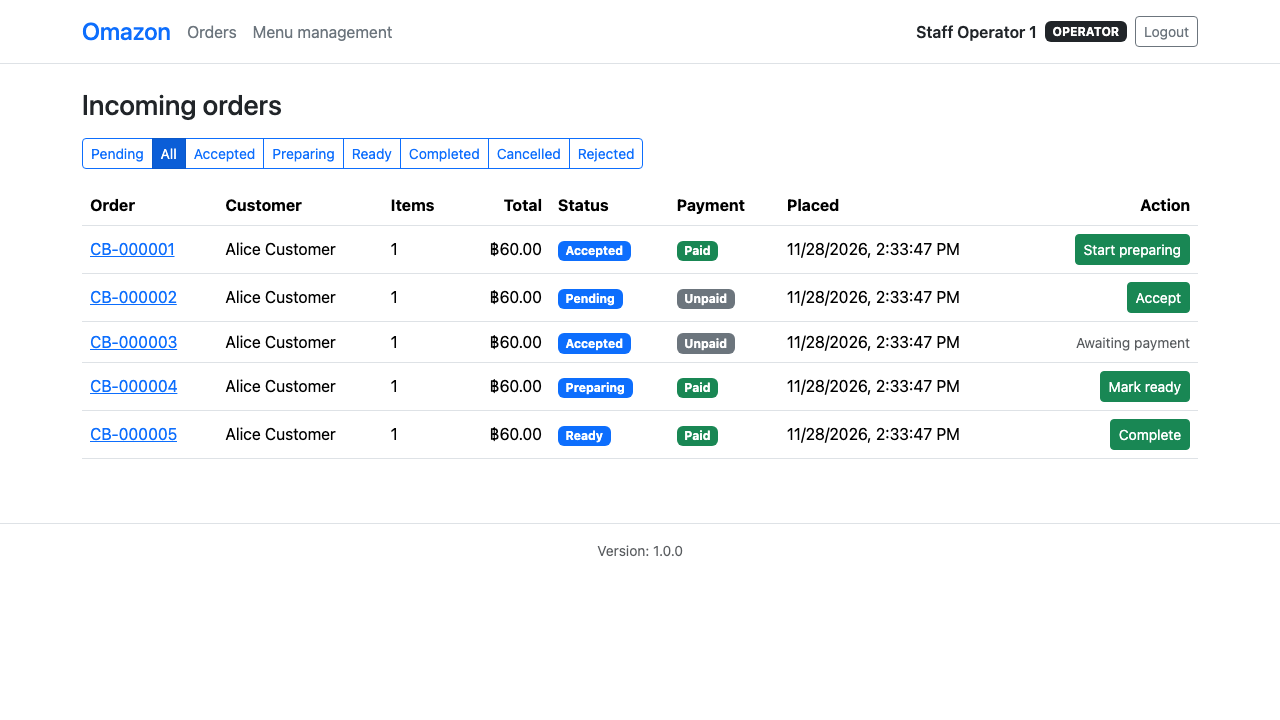 Omazon Orders Menu management Staff Operator 1 OPERATOR Logout
Incoming orders
Pending All Accepted Preparing Ready Completed Cancelled Rejected
Order Customer Items Total Status Payment Placed Action
CB-000001 Alice Customer 1 ฿60.00 Accepted Paid 11/28/2026, 2:33:47 PM Start preparing
CB-000002 Alice Customer 1 ฿60.00 Pending Unpaid 11/28/2026, 2:33:47 PM Accept
CB-000003 Alice Customer 1 ฿60.00 Accepted Unpaid 11/28/2026, 2:33:47 PM Awaiting payment
CB-000004 Alice Customer 1 ฿60.00 Preparing Paid 11/28/2026, 2:33:47 PM Mark ready
CB-000005 Alice Customer 1 ฿60.00 Ready Paid 11/28/2026, 2:33:47 PM Complete
Version: 1.0.0